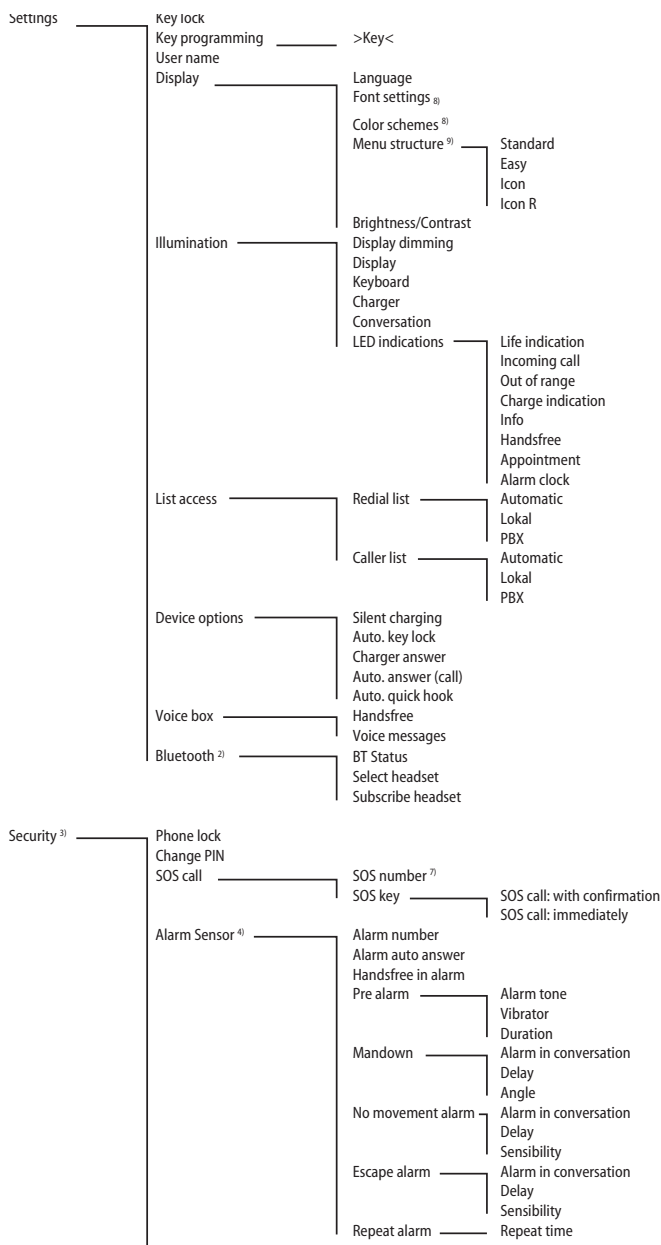 Settings Key lock
Key programming >Key<
User name
Display Language
Font settings 8)
Color schemes 8)
Menu structure 9) Standard
Easy
Icon
Icon R
Brightness/Contrast
Illumination Display dimming
Display
Keyboard
Charger
Conversation
LED indications Life indication
Incoming call
Out of range
Charge indication
Info
Handsfree
Appointment
Alarm clock
List access Redial list Automatic
Lokal
PBX
Caller list Automatic
Lokal
PBX
Device options Silent charging
Auto. key lock
Charger answer
Auto. answer (call)
Auto. quick hook
Voice box Handsfree
Voice messages
Bluetooth 2) BT Status
Select headset
Subscribe headset
Security 3) Phone lock
Change PIN
SOS call SOS number 7)
SOS key SOS call: with confirmation
SOS call: immediately
Alarm Sensor 4) Alarm number
Alarm auto answer
Handsfree in alarm
Pre alarm Alarm tone
Vibrator
Duration
Mandown Alarm in conversation
Delay
Angle
No movement alarm Alarm in conversation
Delay
Sensibility
Escape alarm Alarm in conversation
Delay
Sensibility
Repeat alarm Repeat time